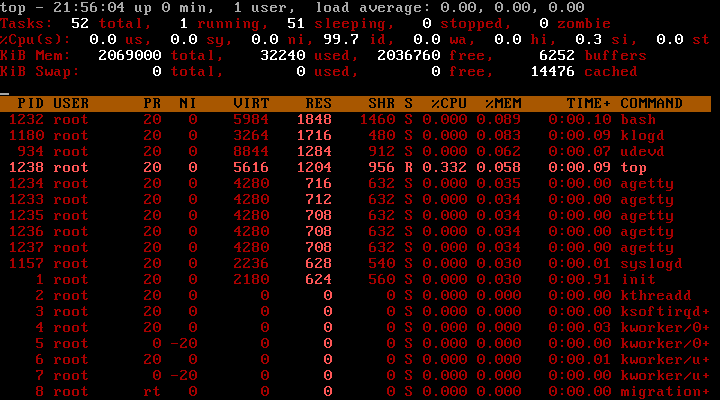 top - 21:56:04 up 0 min,  1 user,  load average: 0.00, 0.00, 0.00
Tasks:  52 total,   1 running,  51 sleeping,   0 stopped,   0 zombie
%Cpu(s):  0.0 us,  0.0 sy,  0.0 ni, 99.7 id,  0.0 wa,  0.0 hi,  0.3 si,  0.0 st
KiB Mem:   2069000 total,    32240 used,  2036760 free,     6252 buffers
KiB Swap:        0 total,        0 used,        0 free,    14476 cached
PID USER      PR  NI    VIRT    RES    SHR S  %CPU  %MEM     TIME+ COMMAND
1232 root      20   0    5984   1848   1460 S 0.000 0.089   0:00.10 bash
1180 root      20   0    3264   1716    480 S 0.000 0.083   0:00.09 klogd
934 root      20   0    8844   1284    912 S 0.000 0.062   0:00.07 udevd
1238 root      20   0    5616   1204    956 R 0.332 0.058   0:00.09 top
1234 root      20   0    4280    716    632 S 0.000 0.035   0:00.00 agetty
1233 root      20   0    4280    712    632 S 0.000 0.034   0:00.00 agetty
1235 root      20   0    4280    708    632 S 0.000 0.034   0:00.00 agetty
1236 root      20   0    4280    708    632 S 0.000 0.034   0:00.00 agetty
1237 root      20   0    4280    708    632 S 0.000 0.034   0:00.00 agetty
1157 root      20   0    2236    628    540 S 0.000 0.030   0:00.01 syslogd
1 root      20   0    2180    624    560 S 0.000 0.030   0:00.91 init
2 root      20   0       0      0      0 S 0.000 0.000   0:00.00 kthreadd
3 root      20   0       0      0      0 S 0.000 0.000   0:00.00 ksoftirqd+
4 root      20   0       0      0      0 S 0.000 0.000   0:00.03 kworker/0+
5 root       0 -20       0      0      0 S 0.000 0.000   0:00.00 kworker/0+
6 root      20   0       0      0      0 S 0.000 0.000   0:00.01 kworker/u+
7 root       0 -20       0      0      0 S 0.000 0.000   0:00.00 kworker/u+
8 root      rt   0       0      0      0 S 0.000 0.000   0:00.00 migration+